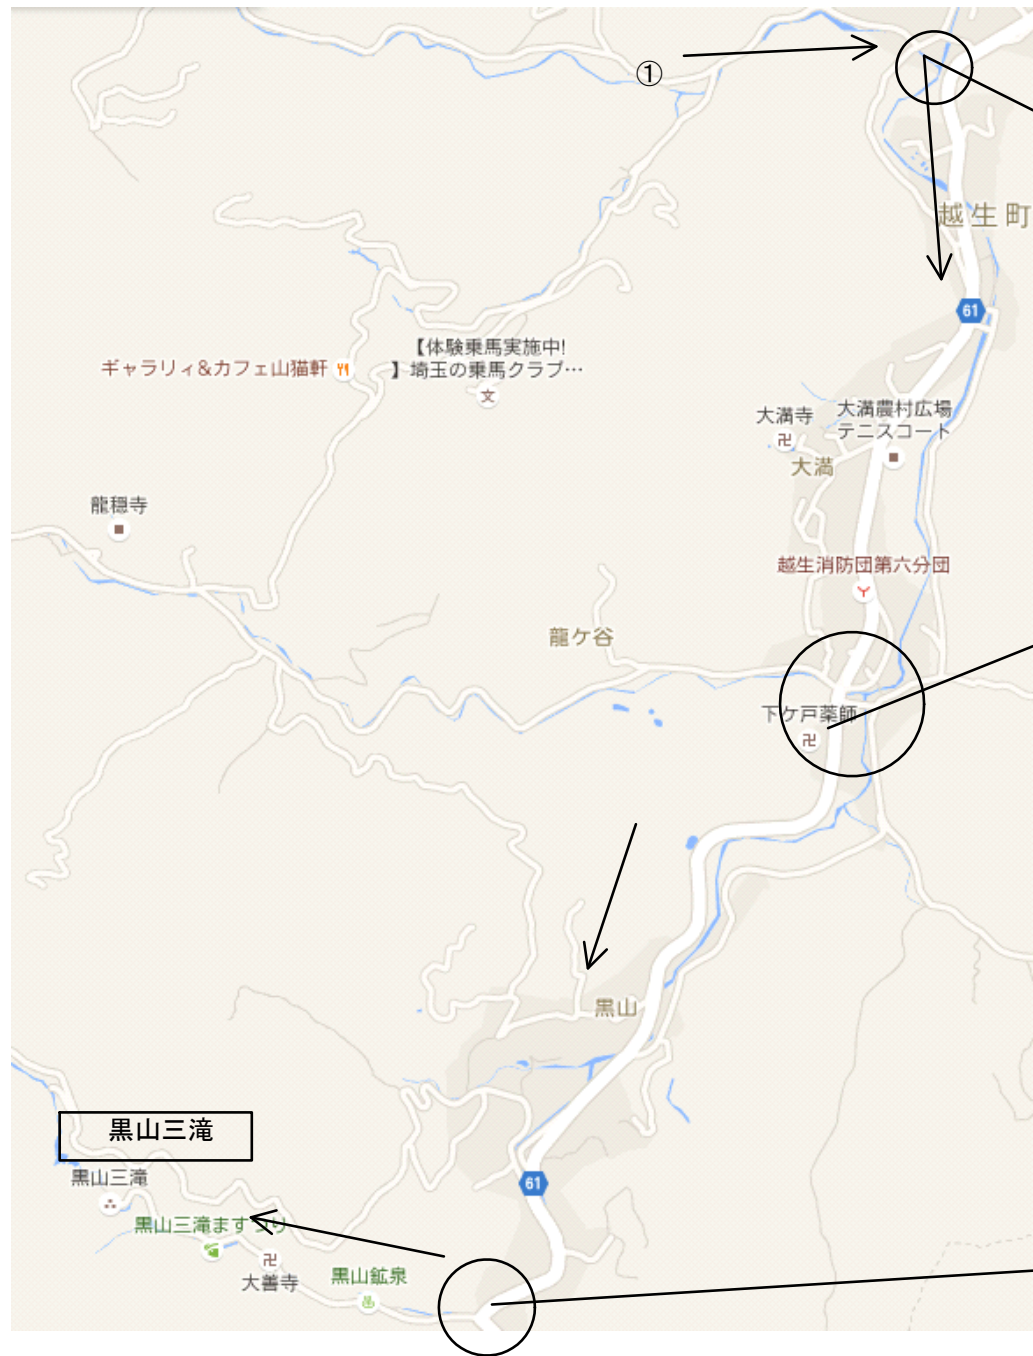 ①
越生町
61
【体験乗馬実施中!
】埼玉の乗馬クラブ…
ギャラリィ&カフェ山猫軒
文
大満農村広場
テニスコート
大満寺
卍
大満
龍穏寺
越生消防団第六分団
龍ケ谷
下ケ戸薬師
卍
黒山
黒山三滝
黒山三滝
61
黒山三滝ますつり
卍
大善寺
黒山鉱泉